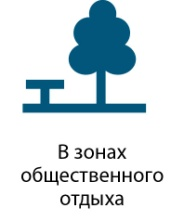 В зонах
общественного
отдыха